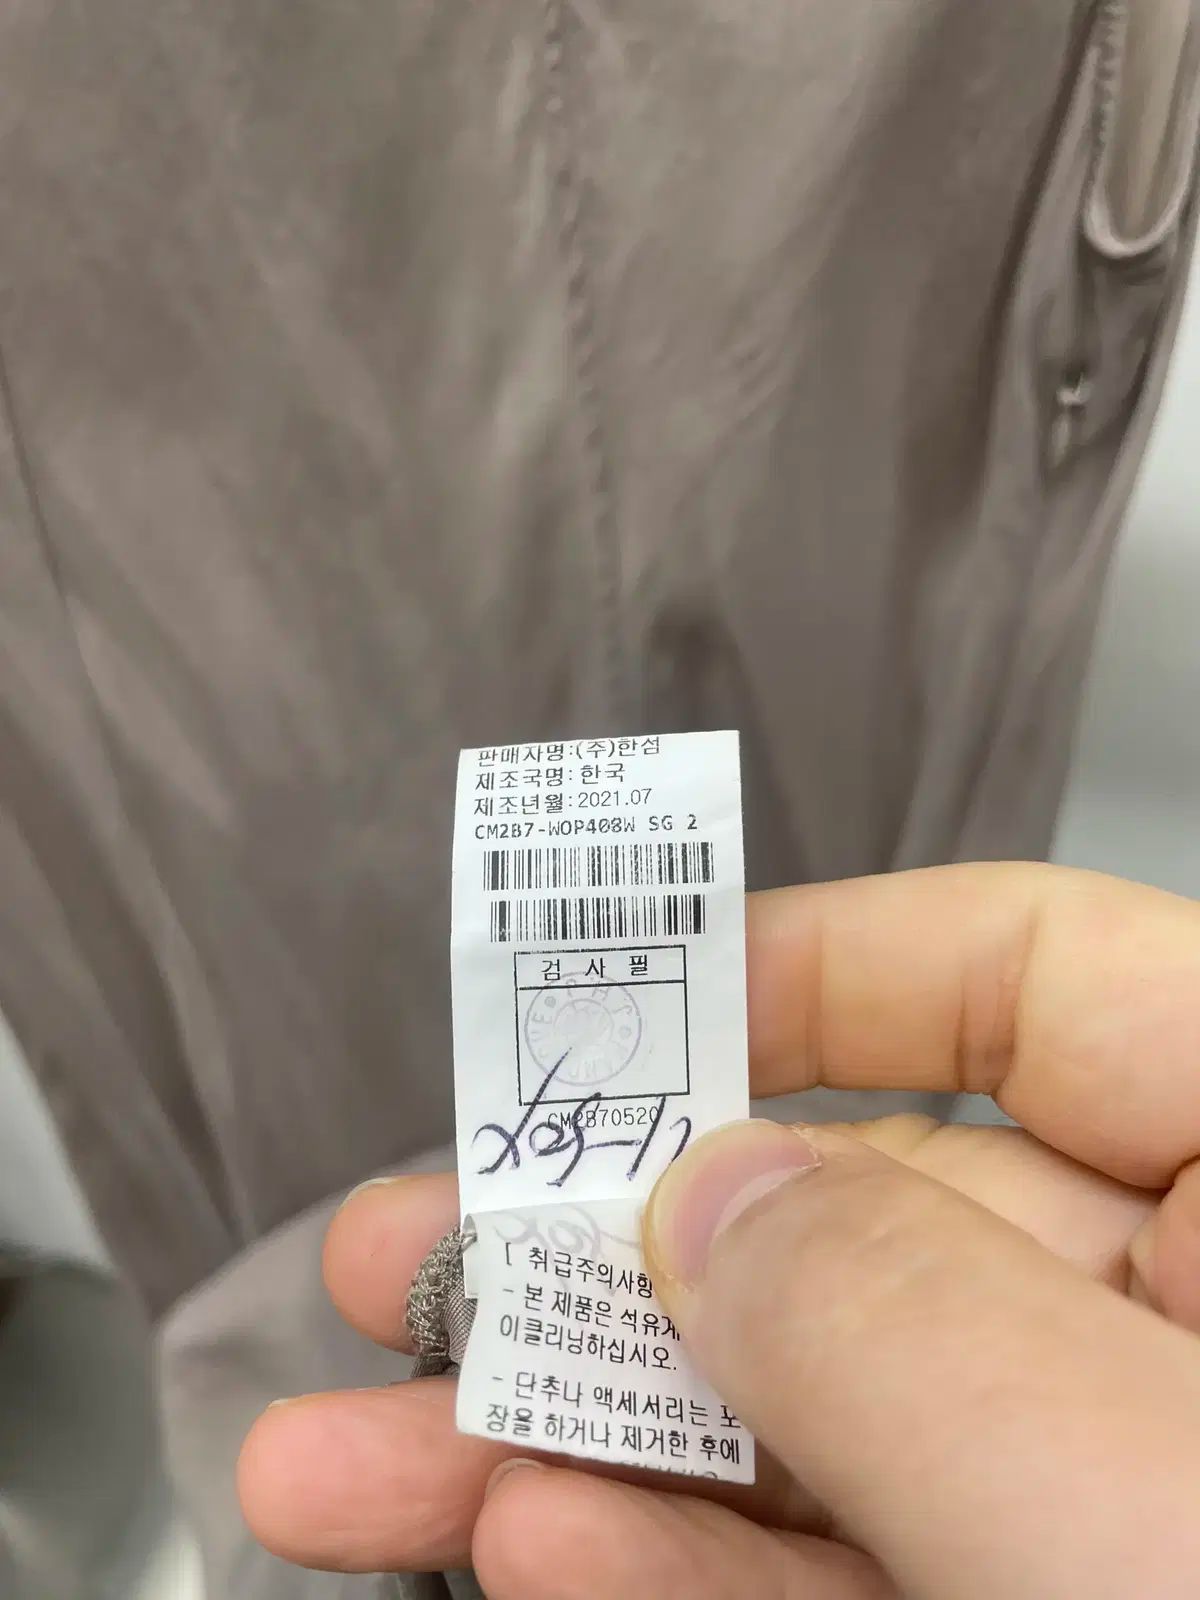 판매자명:(주)한섬
제조국명: 한국
제조년월: 2021.07
CM2B7-WOP408W SG 2
검 사 필
CM2B70520
[ 취급주의사항
- 본 제품은 석유계
이클리닝하십시오.
- 단추나 액세서리는 포
장을 하거나 제거한 후에